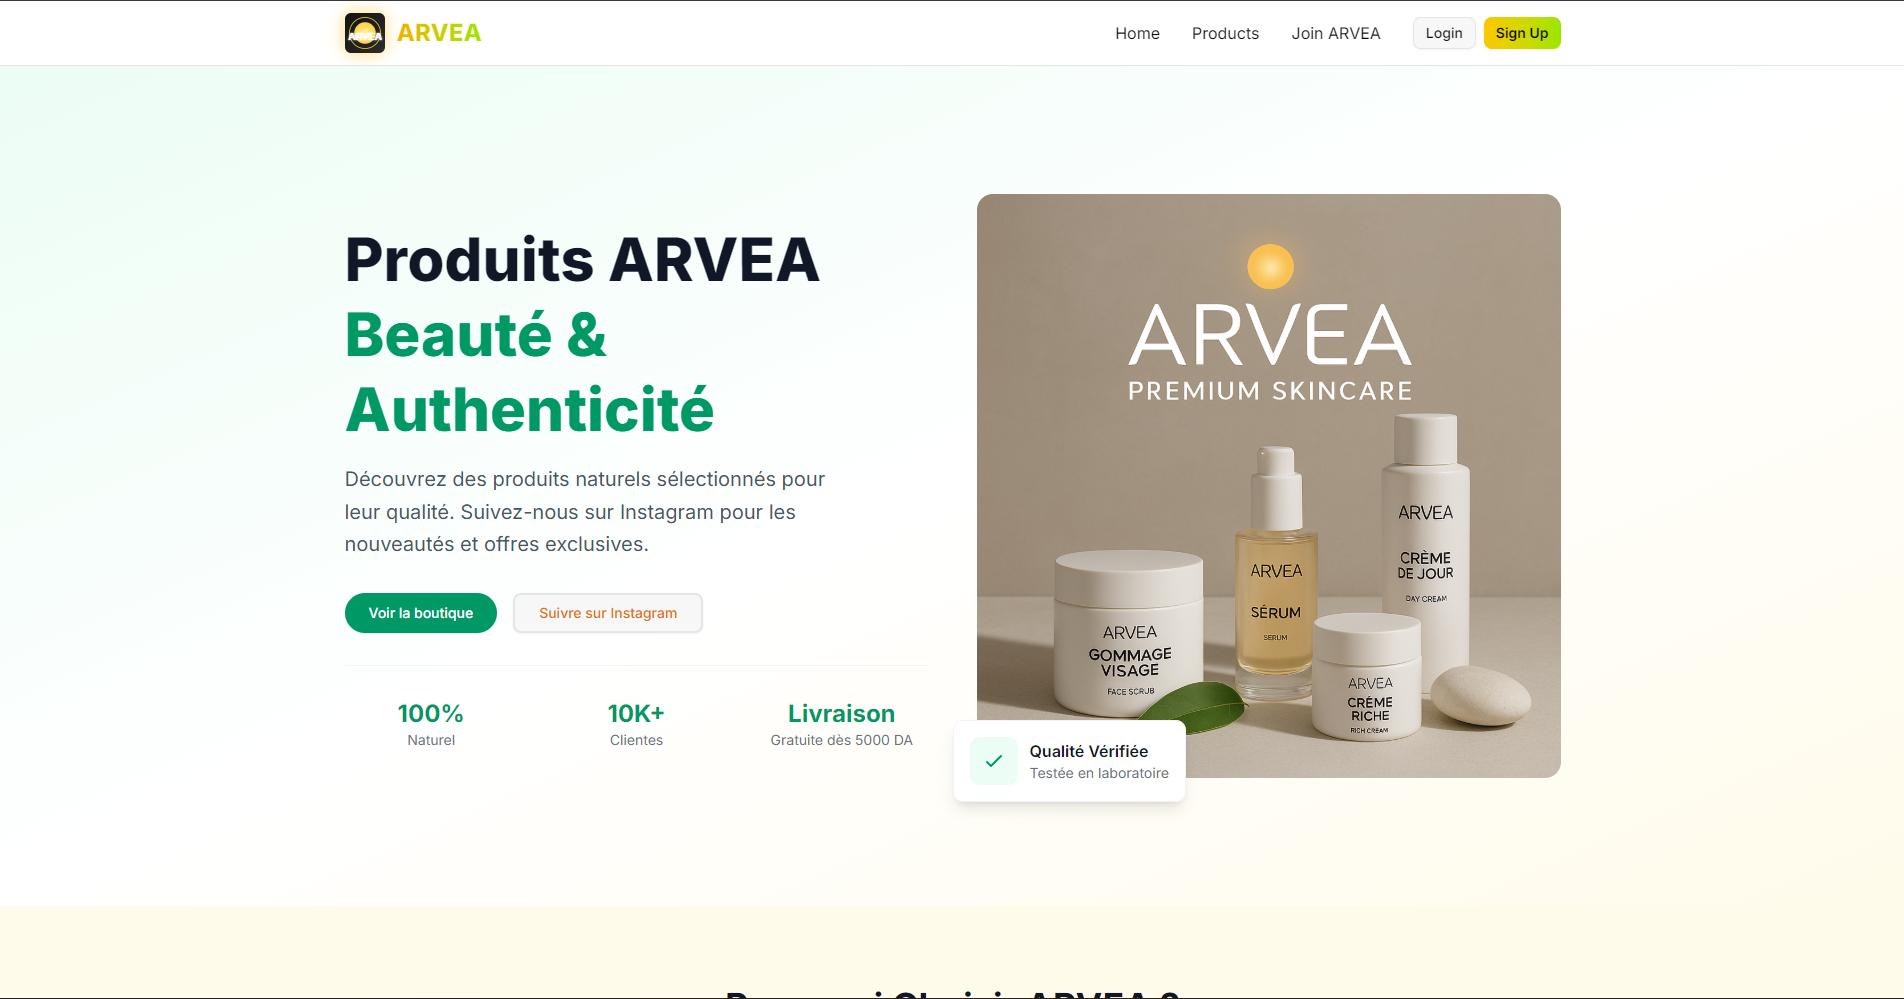 ARVEA
ARVEA
Home
Products
Join ARVEA
Login
Sign Up
Produits ARVEA
Beauté &
Authenticité
Découvrez des produits naturels sélectionnés pour
leur qualité. Suivez-nous sur Instagram pour les
nouveautés et offres exclusives.
Voir la boutique
Suivre sur Instagram
100%
Naturel
10K+
Clientes
Livraison
Gratuite dès 5000 DA
ARVEA
PREMIUM SKINCARE
ARVEA
GOMMAGE
VISAGE
FACE SCRUB
ARVEA
SÉRUM
SERUM
ARVEA
CRÈME
DE JOUR
DAY CREAM
ARVEA
CRÉME
RICHE
RICH CREAM
Qualité Vérifiée
Testée en laboratoire